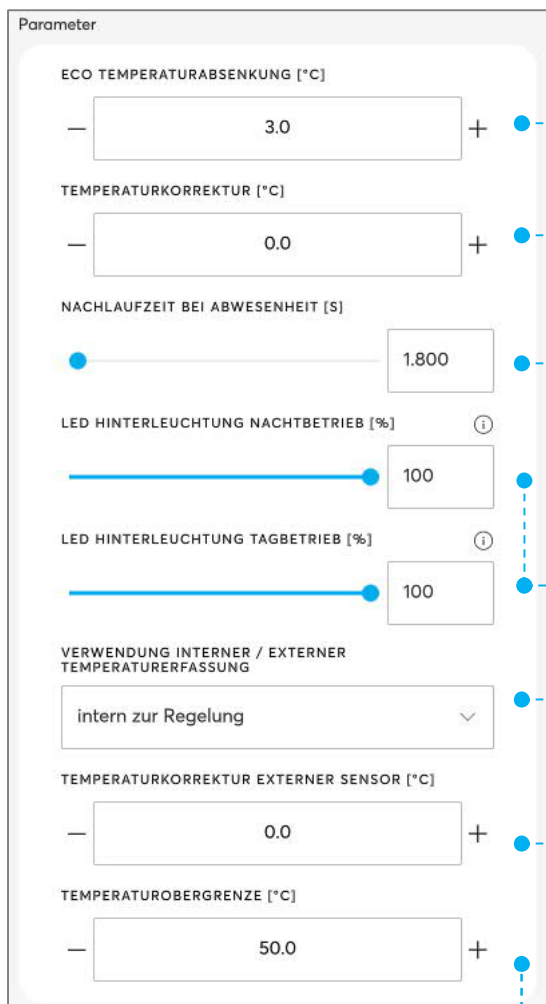 Parameter
ECO TEMPERATURABSENKUNG [°C]
— 3.0 +
TEMPERATURKORREKTUR [°C]
— 0.0 +
NACHLAUFZEIT BEI ABWESENHEIT [S]
1.800
LED HINTERLEUCHTUNG NACHTBETRIEB [%] i
100
LED HINTERLEUCHTUNG TAGBETRIEB [%] i
100
VERWENDUNG INTERNER / EXTERNER
TEMPERATURERFASSUNG
intern zur Regelung
TEMPERATURKORREKTUR EXTERNER SENSOR [°C]
— 0.0 +
TEMPERATUROBERGRENZE [°C]
— 50.0 +